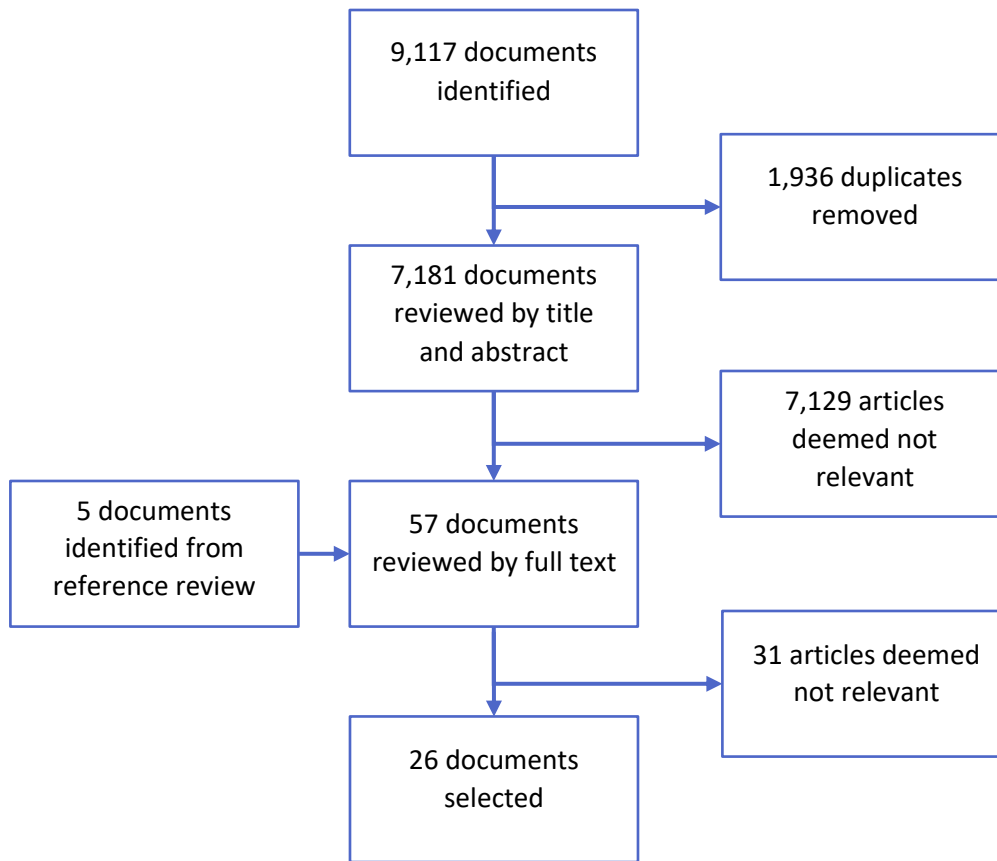 9,117 documents
identified
1,936 duplicates
removed
7,181 documents
reviewed by title
and abstract
7,129 articles
deemed not
relevant
5 documents
identified from
reference review
57 documents
reviewed by full text
31 articles deemed
not relevant
26 documents
selected